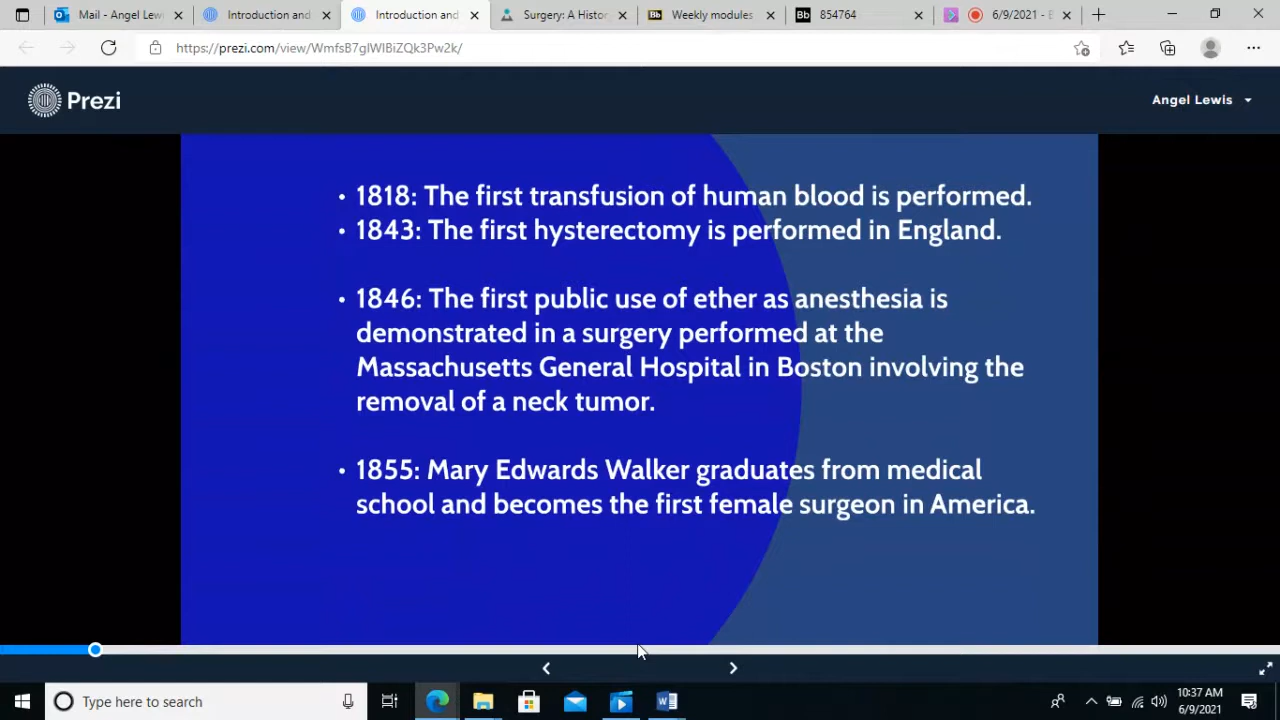 Mail - Angel Lewi
Introduction and
Introduction and
Surgery: A Histor
Weekly modules
854764
6/9/2021 - E
https://prezi.com/view/WmfsB7gIWlBiZQk3Pw2k/
Prezi
Angel Lewis
• 1818: The first transfusion of human blood is performed.
• 1843: The first hysterectomy is performed in England.
• 1846: The first public use of ether as anesthesia is
demonstrated in a surgery performed at the
Massachusetts General Hospital in Boston involving the
removal of a neck tumor.
• 1855: Mary Edwards Walker graduates from medical
school and becomes the first female surgeon in America.
Type here to search
10:37 AM
6/9/2021